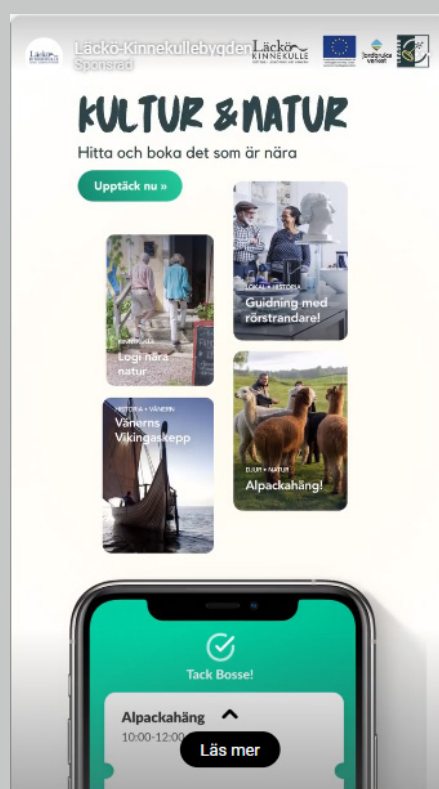 Läckö-Kinnekullebygden
Sponsrad
Läckö
KINNEKULLE
Jordbruks
verket
KULTUR & NATUR
Hitta och boka det som är nära
Upptäck nu »
LOKAL • HISTORIA
Guidning med
rörstrandare!
Logi nära
natur
HISTORIA • VÄNERN
Vänerns
Vikingaskepp
DJUR • NATUR
Alpackahäng!
Tack Bosse!
Alpackahäng
10:00-12:00
Läs mer